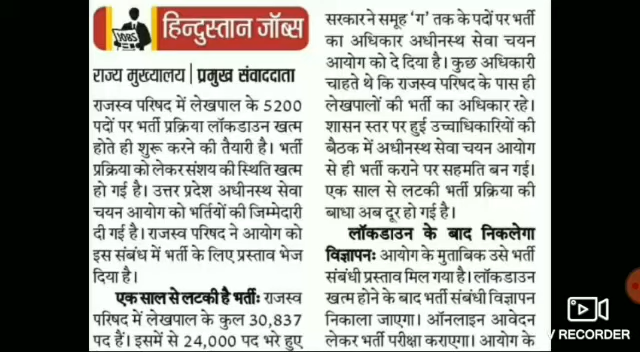 JOBS
हिन्दुस्तान जॉब्स
राज्य मुख्यालय | प्रमुख संवाददाता
राजस्व परिषद में लेखपाल के 5200
पदों पर भर्ती प्रक्रिया लॉकडाउन खत्म
होते ही शुरू करने की तैयारी है। भर्ती
प्रक्रिया को लेकर संशय की स्थिति खत्म
हो गई है। उत्तर प्रदेश अधीनस्थ सेवा
चयन आयोग को भर्तियों की जिम्मेदारी
दी गई है। राजस्व परिषद ने आयोग को
इस संबंध में भर्ती के लिए प्रस्ताव भेज
दिया है।
एक साल से लटकी है भर्ती: राजस्व
परिषद में लेखपाल के कुल 30,837
पद हैं। इसमें से 24,000 पद भरे हुए
सरकार ने समूह ‘ग’ तक के पदों पर भर्ती
का अधिकार अधीनस्थ सेवा चयन
आयोग को दे दिया है। कुछ अधिकारी
चाहते थे कि राजस्व परिषद के पास ही
लेखपालों की भर्ती का अधिकार रहे।
शासन स्तर पर हुई उच्चाधिकारियों की
बैठक में अधीनस्थ सेवा चयन आयोग
से ही भर्ती कराने पर सहमति बन गई।
एक साल से लटकी भर्ती प्रक्रिया की
बाधा अब दूर हो गई है।
लॉकडाउन के बाद निकलेगा
विज्ञापन: आयोग के मुताबिक उसे भर्ती
संबंधी प्रस्ताव मिल गया है। लॉकडाउन
खत्म होने के बाद भर्ती संबंधी विज्ञापन
निकाला जाएगा। ऑनलाइन आवेदन
लेकर भर्ती परीक्षा कराएगा। आयोग के
V RECORDER